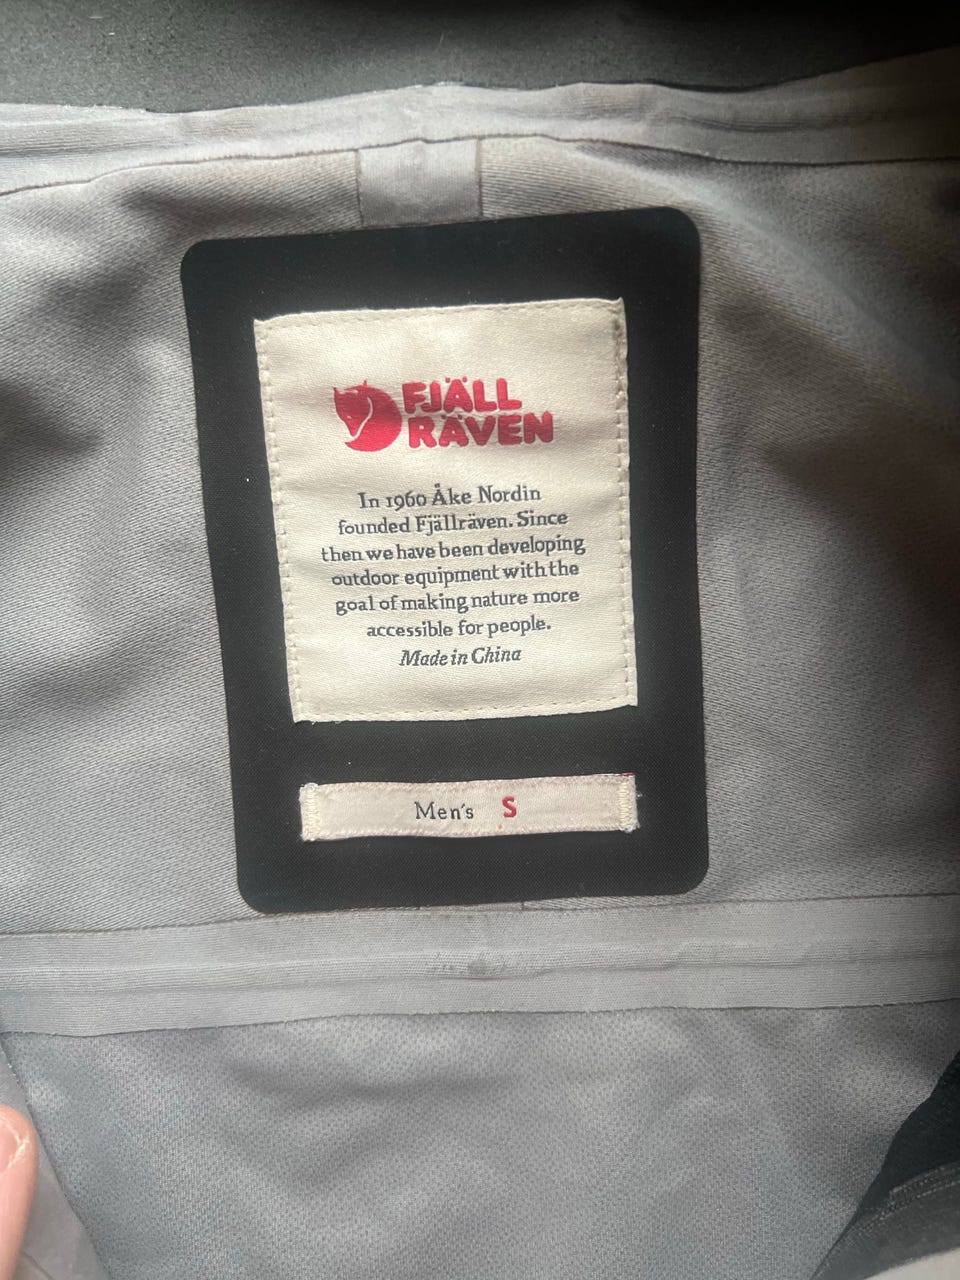 FJÄLL
RÄVEN
In 1960 Åke Nordin
founded Fjällräven. Since
then we have been developing
outdoor equipment with the
goal of making nature more
accessible for people.
Made in China
Men's S